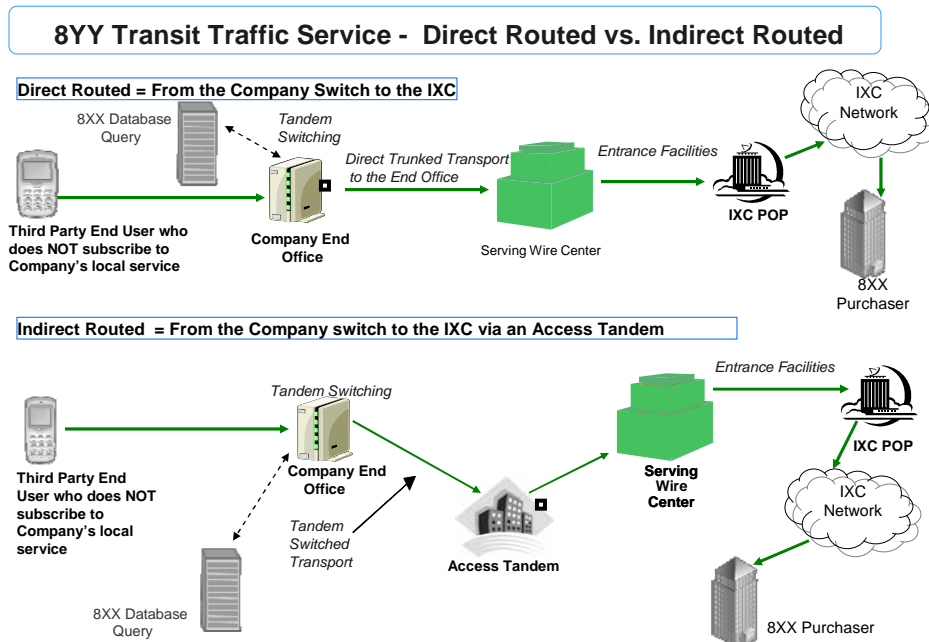 8YY Transit Traffic Service - Direct Routed vs. Indirect Routed
Direct Routed = From the Company Switch to the IXC
8XX Database
Query
Tandem
Switching
Direct Trunked Transport
to the End Office
Entrance Facilities
IXC
Network
Third Party End User who
does NOT subscribe to
Company's local service
Company End
Office
Serving Wire Center
IXC POP
8XX
Purchaser
Indirect Routed = From the Company switch to the IXC via an Access Tandem
Tandem Switching
Entrance Facilities
Third Party End
User who does NOT
subscribe to
Company's local
service
Company End
Office
Tandem
Switched
Transport
8XX Database
Query
Access Tandem
Serving
Wire
Center
IXC POP
IXC
Network
8XX Purchaser